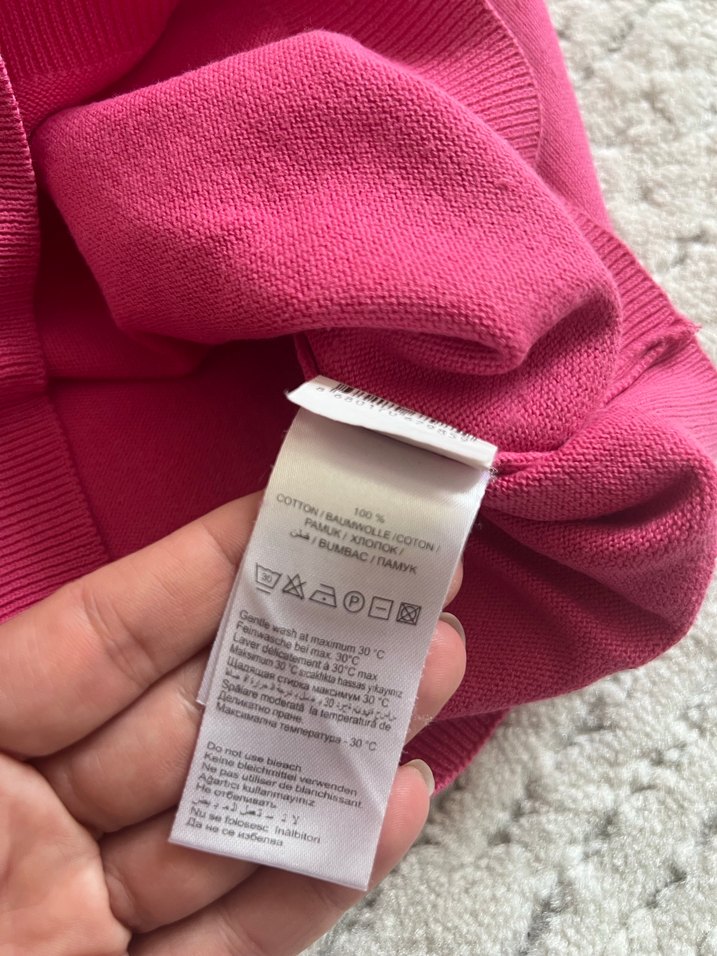 100 %
COTTON / BAUMWOLLE / COTON /
PAMUK / ХЛОПОК /
/ BUMBAC / ПАМУК
30 P
Gentle wash at maximum 30 °C
Feinwäsche bei max. 30°C
Laver délicatement à 30°C max
Maksimum 30 °C sıcaklıkta hassas yıkayınız
Щадящая стирка максимум 30 °C
Spălare moderată la temperatură de
Деликатно пране.
Максимална температура - 30 °C
Do not use bleach
Keine bleichmittel verwenden
Ne pas utiliser de blanchissant
Ağartıcı kullanmayınız
Не отбеливать
Nu se folosesc înălbitori
Да не се избелва